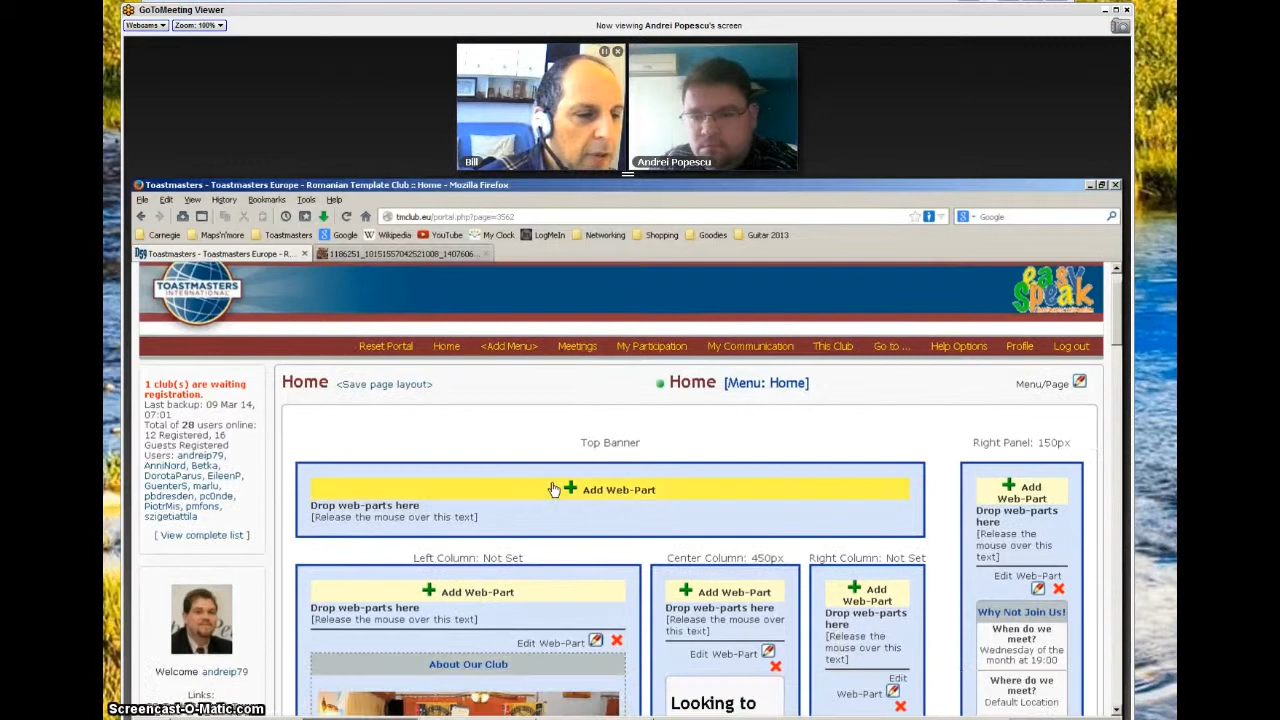 GoToMeeting Viewer
Webcams
Zoom: 100%
Now viewing Andrei Popescu's screen
Bill
Andrei Popescu
Toastmasters - Toastmasters Europe - Romanian Template Club :: Home - Mozilla Firefox
File Edit View History Bookmarks Tools Help
tmclub.eu/portal.php?page=3562
Google
Carnegie Maps'n'more Toastmasters Google Wikipedia YouTube My Clock LogMeIn Networking Shopping Goodies Guitar 2013
Toastmasters - Toastmasters Europe - R...
1186251_10151557042521008_1407606...
TOASTMASTERS
INTERNATIONAL
easy
Speak
Reset Portal Home <Add Menu> Meetings My Participation My Communication This Club Go to ... Help Options Profile Log out
1 club(s) are waiting
registration.
Last backup: 09 Mar 14,
07:01
Total of 28 users online:
12 Registered, 16
Guests Registered
Users: andreip79,
AnniNord, Betka,
DorotaParus, EileenP,
GuenterS, marlu,
pbdresden, pc0nde,
PiotrMis, pmfons,
szigetiattila
[ View complete list ]
Welcome andreip79
Links:
Home <Save page layout>
Home [Menu: Home]
Menu/Page
Top Banner
Add Web-Part
Drop web-parts here
[Release the mouse over this text]
Right Panel: 150px
Add
Web-Part
Drop web-parts
here
[Release the
mouse over this
text]
Edit Web-Part
Why Not Join Us!
When do we
meet?
Wednesday of the
month at 19:00
Where do we
meet?
Default Location
Left Column: Not Set
Add Web-Part
Drop web-parts here
[Release the mouse over this text]
Edit Web-Part
About Our Club
Center Column: 450px
Add Web-Part
Drop web-parts here
[Release the mouse over
this text]
Edit Web-Part
Looking to
Right Column: Not Set
Add
Web-Part
Drop web-parts
here
[Release the
mouse over this
text]
Edit
Web-Part
Screencast-O-Matic.com